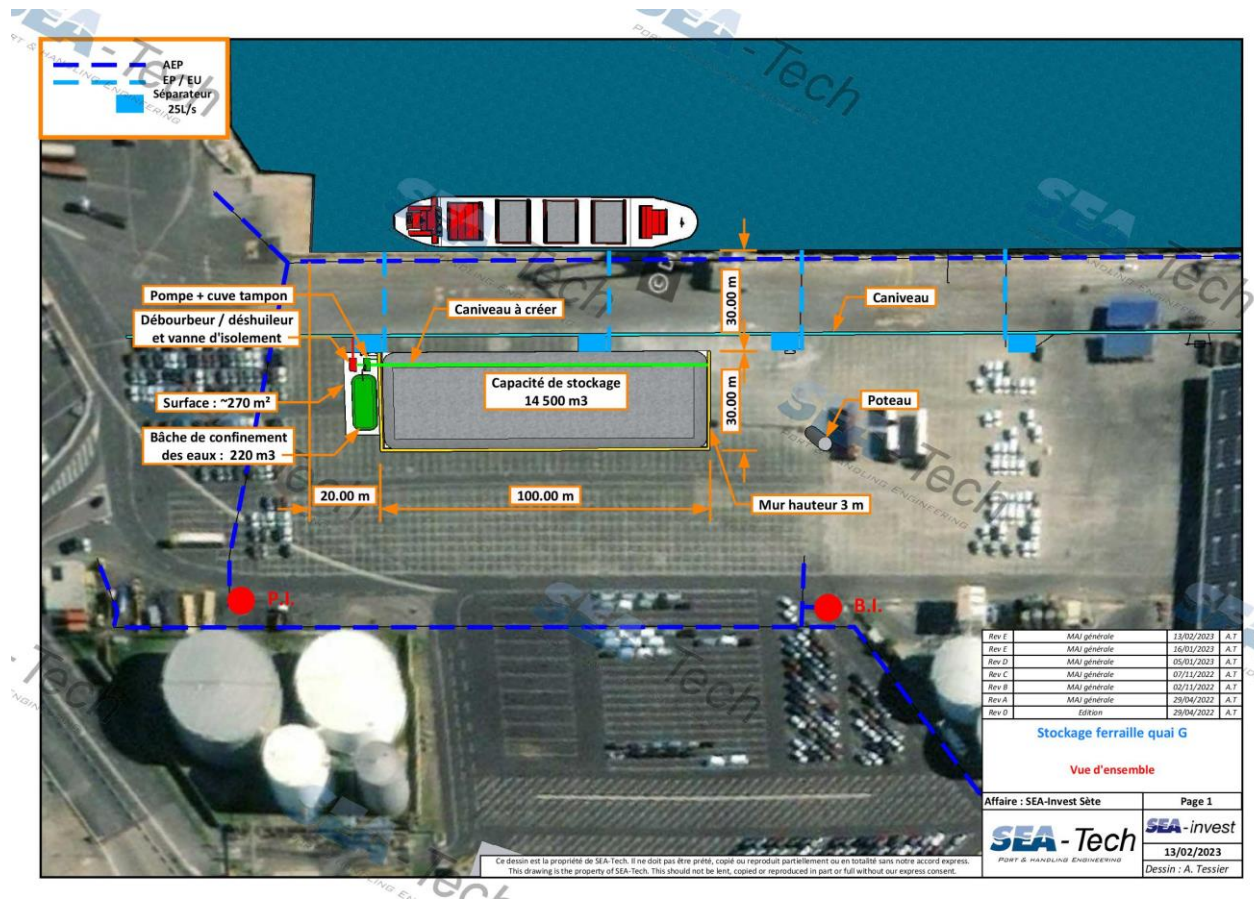 AEP
EP / EU
Séparateur
25L/s
Pompe + cuve tampon
Débourbeur / déshuileur
et vanne d'isolement
Surface : ~270 m²
Bâche de confinement
des eaux : 220 m3
Caniveau à créer
Capacité de stockage
14 500 m3
30.00 m
30.00 m
Caniveau
Poteau
20.00 m
100.00 m
Mur hauteur 3 m
P.I.
B.I.
Rev E MAJ générale 13/02/2023 A.T
Rev E MAJ générale 16/01/2023 A.T
Rev D MAJ générale 05/01/2023 A.T
Rev C MAJ générale 07/11/2022 A.T
Rev B MAJ générale 02/11/2022 A.T
Rev A MAJ générale 29/04/2022 A.T
Rev 0 Edition 29/04/2022 A.T
Stockage ferraille quai G
Vue d'ensemble
Affaire : SEA-Invest Sète Page 1
SEA - Tech
PORT & HANDLING ENGINEERING
SEA-invest
13/02/2023
Dessin : A. Tessier
Ce dessin est la propriété de SEA-Tech. Il ne doit pas être prêté, copié ou reproduit partiellement ou en totalité sans notre accord express.
This drawing is the property of SEA-Tech. This should not be lent, copied or reproduced in part or full without our express consent.